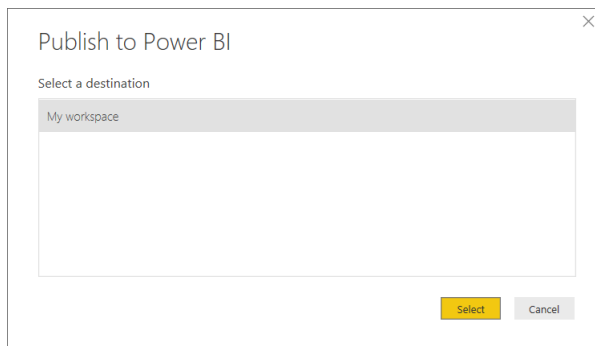 Publish to Power BI
Select a destination
My workspace
Select Cancel